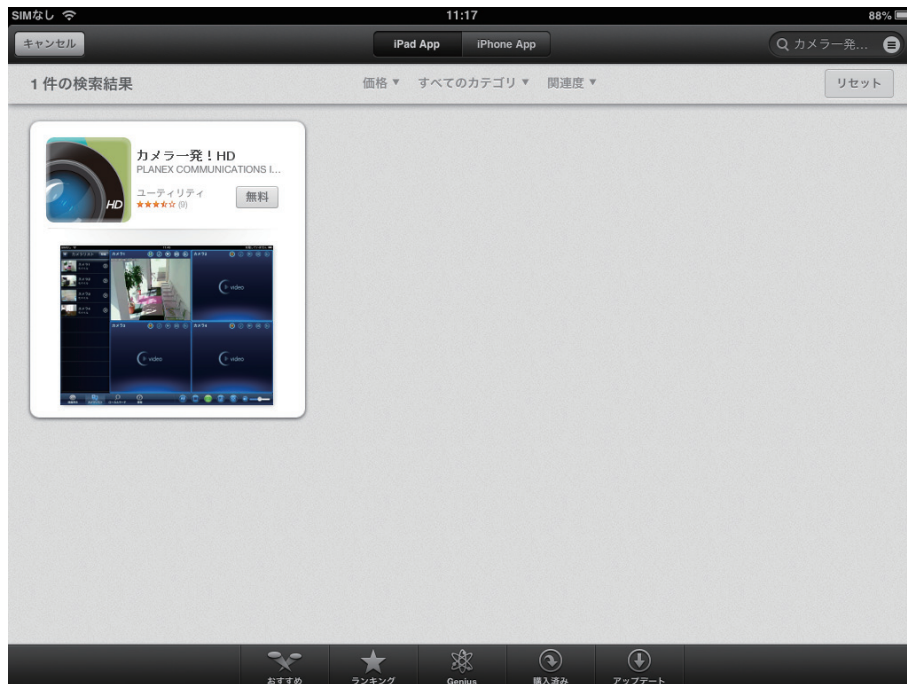 SIMなし
11:17
88%
キャンセル
iPad App
iPhone App
カメラ一発...
1 件の検索結果
価格 ▼
すべてのカテゴリ ▼
関連度 ▼
リセット
カメラ一発！HD
PLANEX COMMUNICATIONS I...
ユーティリティ
(9)
無料
HD
video
video
video
おすすめ
ランキング
Genius
購入済み
アップデート